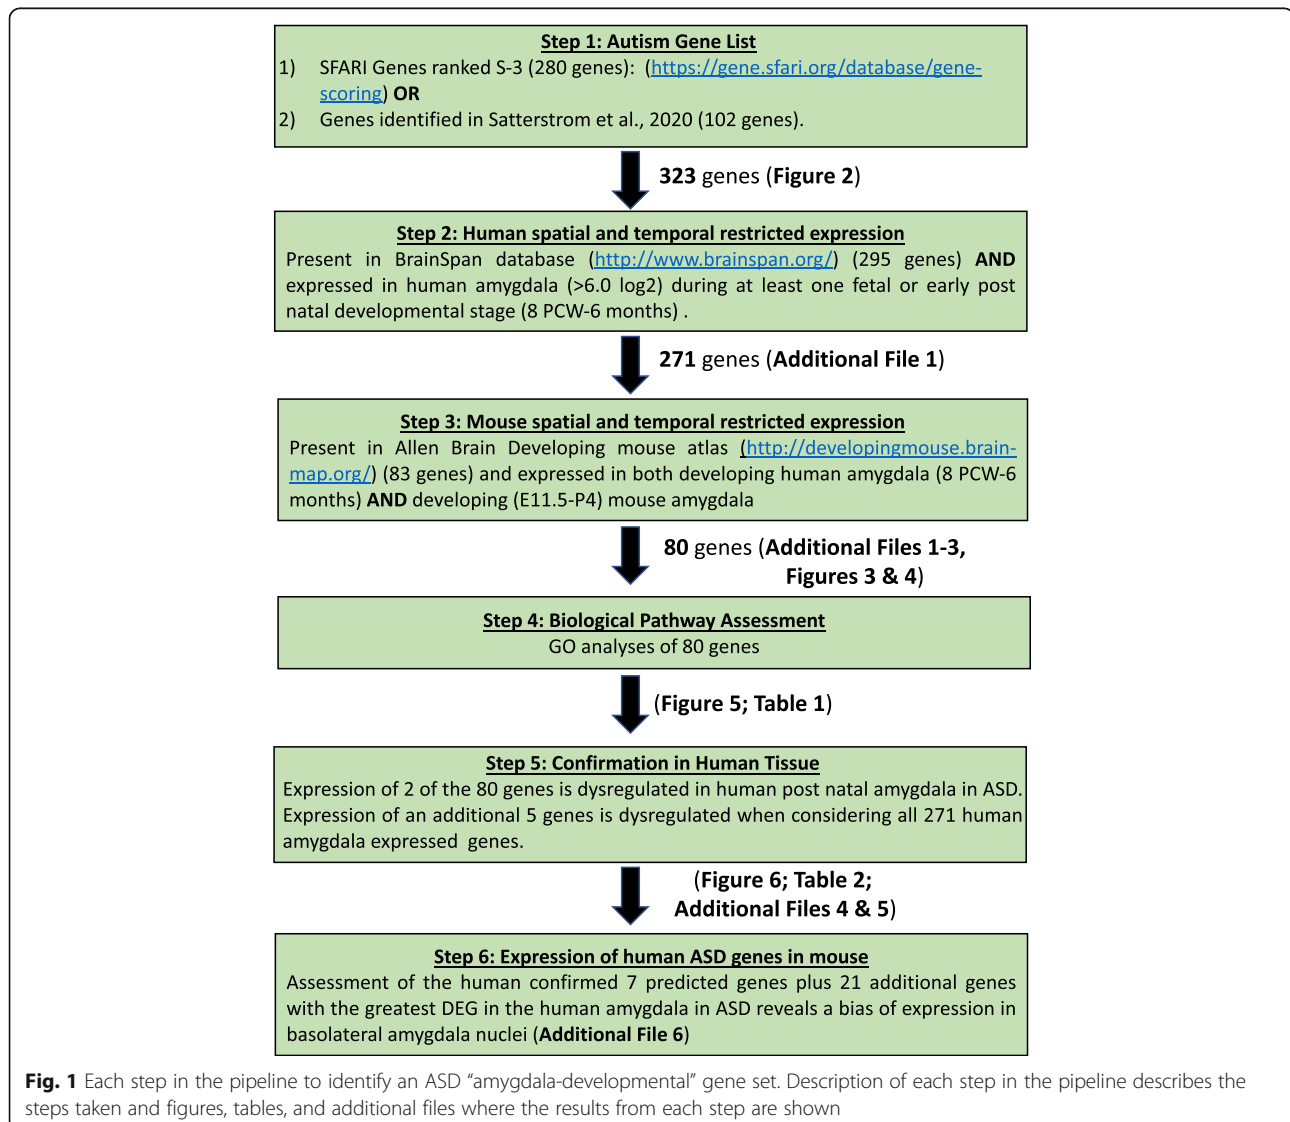 Step 1: Autism Gene List
1) SFARI Genes ranked S-3 (280 genes): (https://gene.sfari.org/database/gene-
scoring) OR
2) Genes identified in Satterstrom et al., 2020 (102 genes).
323 genes (Figure 2)
Step 2: Human spatial and temporal restricted expression
Present in BrainSpan database (http://www.brainspan.org/) (295 genes) AND
expressed in human amygdala (>6.0 log2) during at least one fetal or early post
natal developmental stage (8 PCW-6 months) .
271 genes (Additional File 1)
Step 3: Mouse spatial and temporal restricted expression
Present in Allen Brain Developing mouse atlas (http://developingmouse.brain-
map.org/) (83 genes) and expressed in both developing human amygdala (8 PCW-6
months) AND developing (E11.5-P4) mouse amygdala
80 genes (Additional Files 1-3,
Figures 3 & 4)
Step 4: Biological Pathway Assessment
GO analyses of 80 genes
(Figure 5; Table 1)
Step 5: Confirmation in Human Tissue
Expression of 2 of the 80 genes is dysregulated in human post natal amygdala in ASD.
Expression of an additional 5 genes is dysregulated when considering all 271 human
amygdala expressed genes.
(Figure 6; Table 2;
Additional Files 4 & 5)
Step 6: Expression of human ASD genes in mouse
Assessment of the human confirmed 7 predicted genes plus 21 additional genes
with the greatest DEG in the human amygdala in ASD reveals a bias of expression in
basolateral amygdala nuclei (Additional File 6)
Fig. 1 Each step in the pipeline to identify an ASD “amygdala-developmental” gene set. Description of each step in the pipeline describes the
steps taken and figures, tables, and additional files where the results from each step are shown